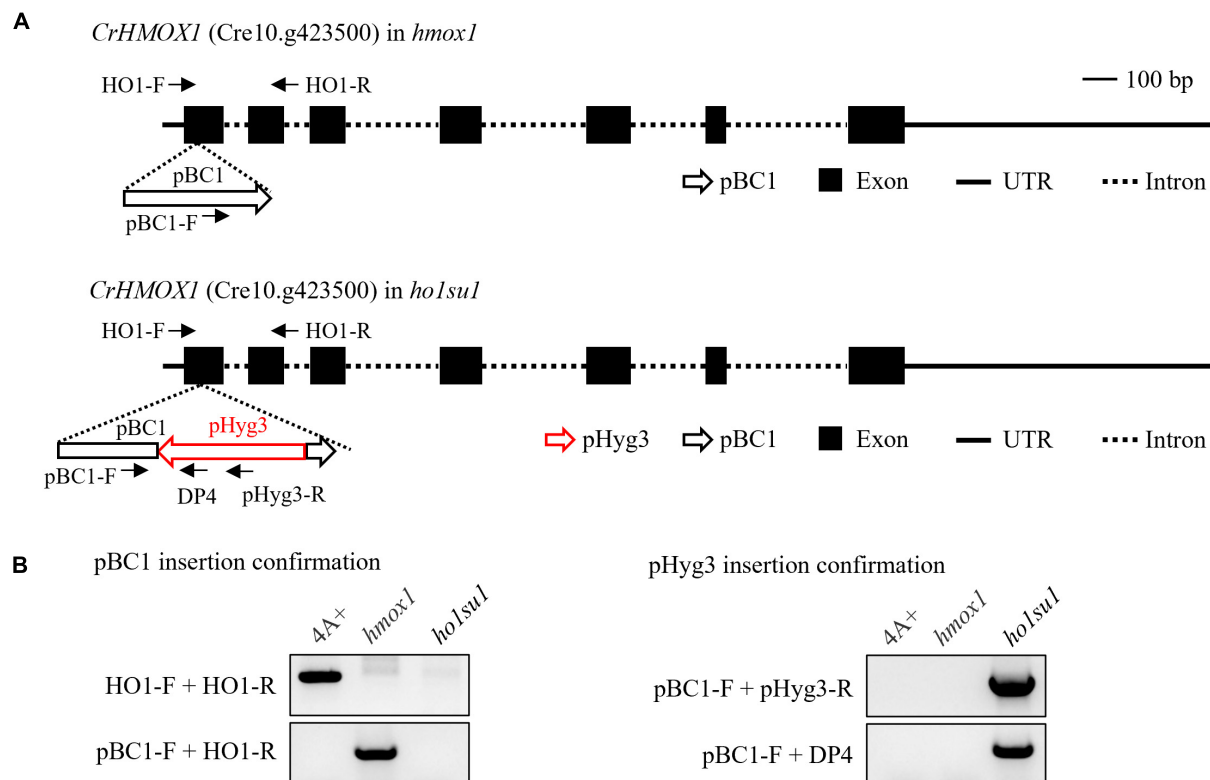 A
CrHMOX1 (Cre10.g423500) in hmox1
HO1-F
HO1-R
100 bp
pBC1
pBC1-F
pBC1
Exon
UTR
Intron
CrHMOX1 (Cre10.g423500) in ho1su1
HO1-F
HO1-R
pBC1
pHyg3
pBC1-F
DP4
pHyg3-R
pHyg3
pBC1
Exon
UTR
Intron
B
pBC1 insertion confirmation
4A+
hmox1
ho1su1
HO1-F + HO1-R
pBC1-F + HO1-R
pHyg3 insertion confirmation
4A+
hmox1
ho1su1
pBC1-F + pHyg3-R
pBC1-F + DP4